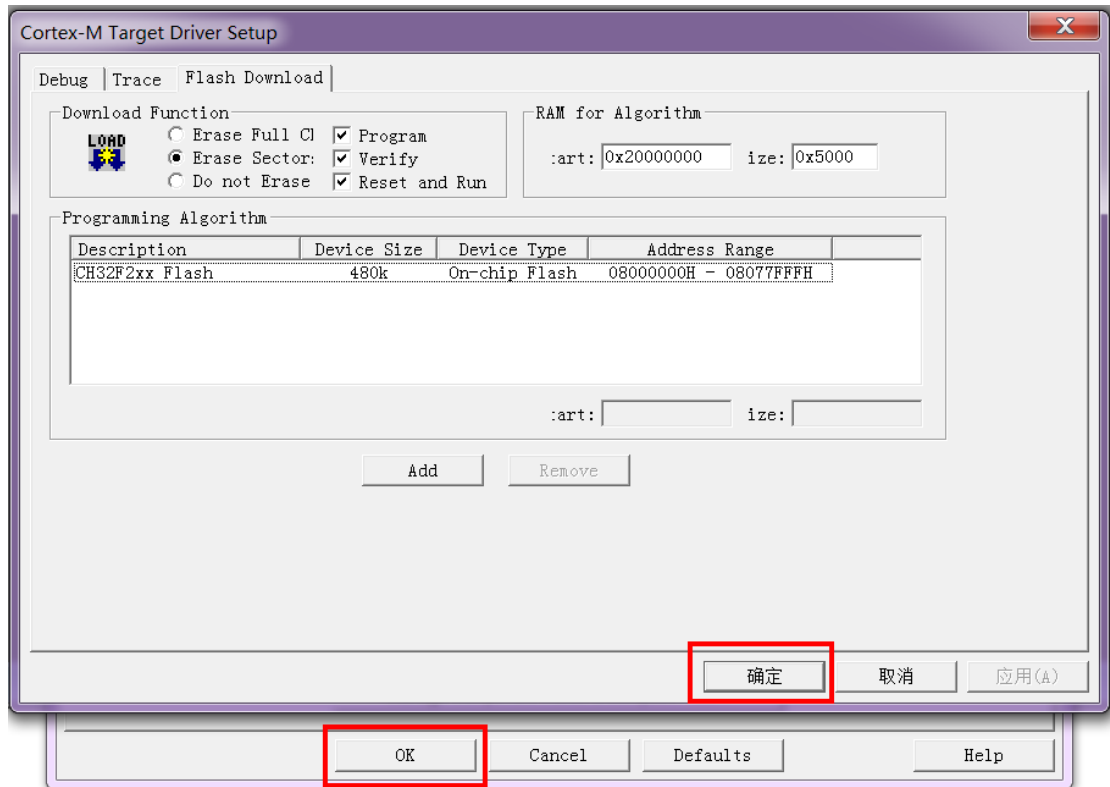 Cortex-M Target Driver Setup
Debug Trace Flash Download
Download Function
LOAD
Erase Full Cl Program
Erase Sector: Verify
Do not Erase Reset and Run
RAM for Algorithm
:art: 0x20000000 ize: 0x5000
Programming Algorithm
Description Device Size Device Type Address Range
CH32F2xx Flash 480k On-chip Flash 08000000H - 08077FFFH
:art: ize:
Add Remove
确定 取消 应用(A)
OK Cancel Defaults Help